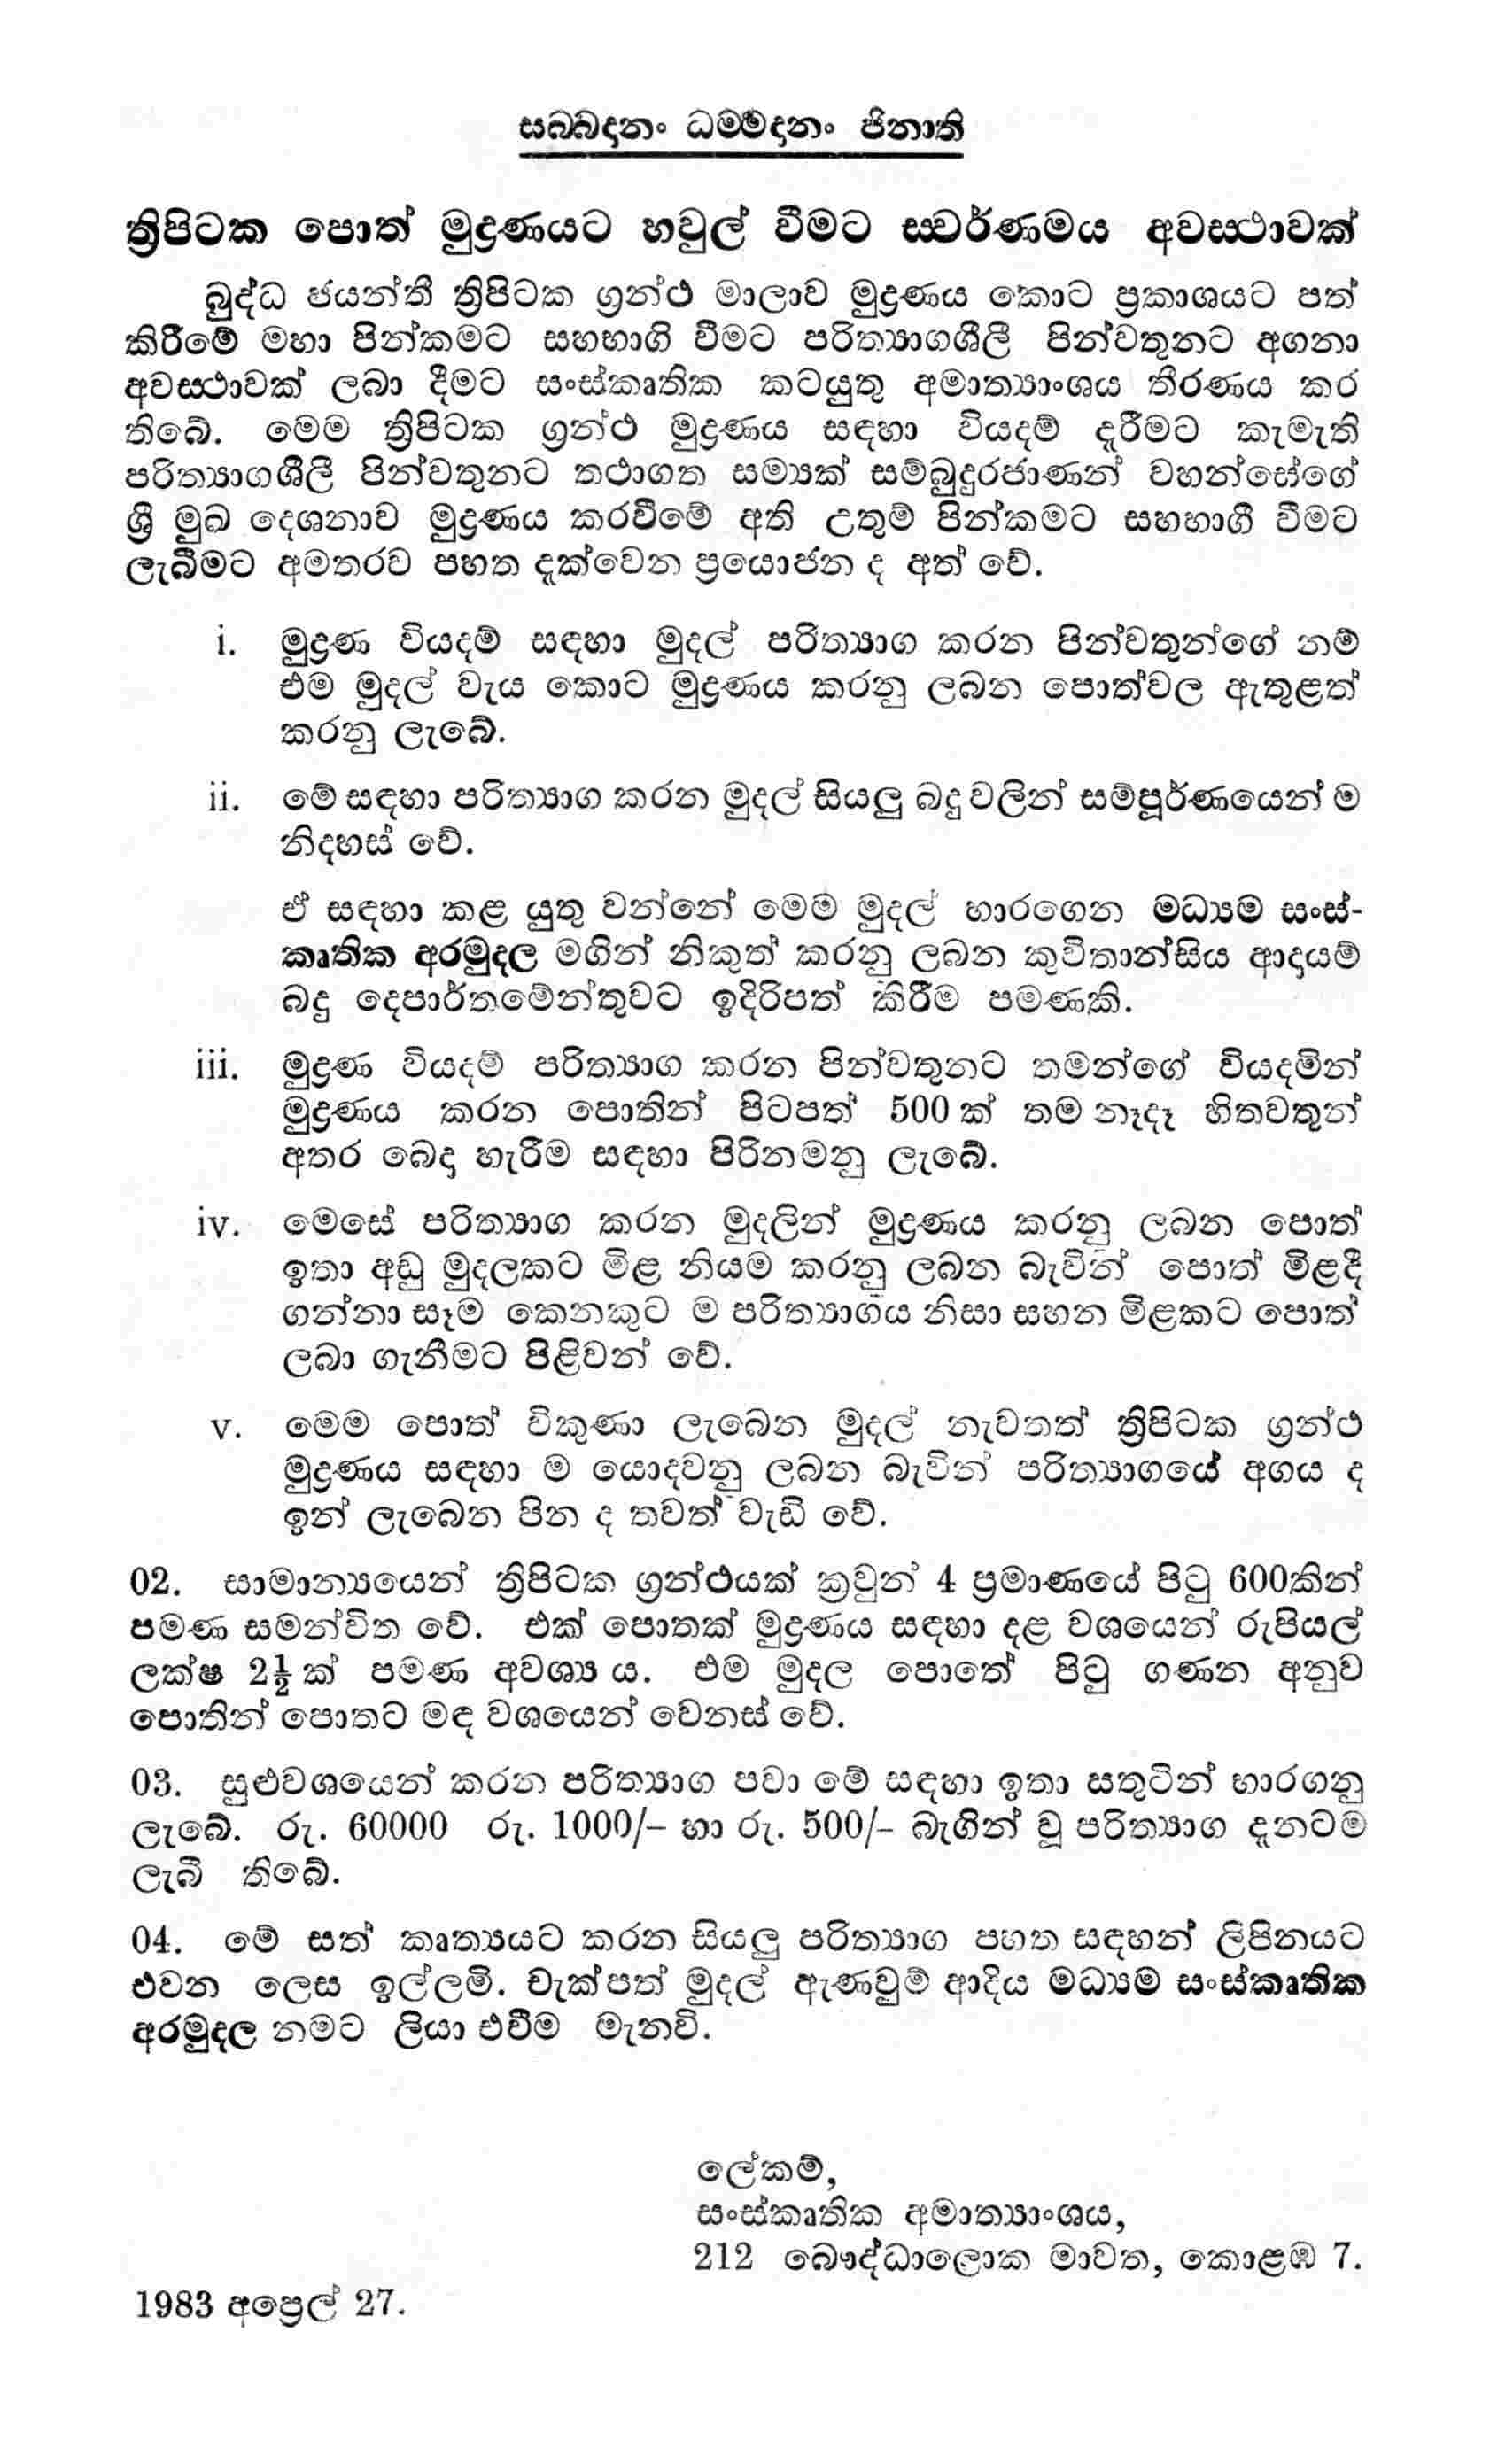 සබ්බදානං ධම්මදානං ජිනාති
ත්‍රිපිටක පොත් මුද්‍රණයට හවුල් වීමට ස්වර්ණමය අවස්ථාවක්
බුද්ධ ජයන්ති ත්‍රිපිටක ග්‍රන්ථ මාලාව මුද්‍රණය කොට ප්‍රකාශයට පත්
කිරීමේ මහා පින්කමට සහභාගි වීමට පරිත්‍යාගශීලී පින්වතුනට අගනා
අවස්ථාවක් ලබා දීමට සංස්කෘතික කටයුතු අමාත්‍යාංශය තීරණය කර
තිබේ. මෙම ත්‍රිපිටක ග්‍රන්ථ මුද්‍රණය සඳහා වියදම් දැරීමට කැමැති
පරිත්‍යාගශීලී පින්වතුනට තථාගත සම්‍යක් සම්බුදුරජාණන් වහන්සේගේ
ශ්‍රී මුඛ දෙශනාව මුද්‍රණය කරවීමේ අති උතුම් පින්කමට සහභාගී වීමට
ලැබීමට අමතරව පහත දැක්වෙන ප්‍රයොජන ද අත් වේ.
i. මුද්‍රණ වියදම් සඳහා මුදල් පරිත්‍යාග කරන පින්වතුන්ගේ නම්
එම මුදල් වැය කොට මුද්‍රණය කරනු ලබන පොත්වල ඇතුළත්
කරනු ලැබේ.
ii. මේ සඳහා පරිත්‍යාග කරන මුදල් සියලු බදුවලින් සම්පූර්ණයෙන් ම
නිදහස් වේ.
ඒ සඳහා කළ යුතු වන්නේ මෙම මුදල් භාරගෙන මධ්‍යම සංස්-
කෘතික අරමුදල මගින් නිකුත් කරනු ලබන කුවිතාන්සිය ආදායම්
බදු දෙපාර්තමේන්තුවට ඉදිරිපත් කිරීම පමණකි.
iii. මුද්‍රණ වියදම් පරිත්‍යාග කරන පින්වතුනට තමන්ගේ වියදමින්
මුද්‍රණය කරන පොතින් පිටපත් 500 ක් තම නෑදෑ හිතවතුන්
අතර බෙදා හැරීම සඳහා පිරිනමනු ලැබේ.
iv. මෙසේ පරිත්‍යාග කරන මුදලින් මුද්‍රණය කරනු ලබන පොත්
ඉතා අඩු මුදලකට මිළ නියම කරනු ලබන බැවින් පොත් මිළදී
ගන්නා සෑම කෙනකුට ම පරිත්‍යාගය නිසා සහන මිළකට පොත්
ලබා ගැනීමට පිළිවන් වේ.
v. මෙම පොත් විකුණා ලැබෙන මුදල් නැවතත් ත්‍රිපිටක ග්‍රන්ථ
මුද්‍රණය සඳහා ම යොදවනු ලබන බැවින් පරිත්‍යාගයේ අගය ද
ඉන් ලැබෙන පින ද තවත් වැඩි වේ.
02. සාමාන්‍යයෙන් ත්‍රිපිටක ග්‍රන්ථයක් ක්‍රවුන් 4 ප්‍රමාණයේ පිටු 600කින්
පමණ සමන්විත වේ. එක් පොතක් මුද්‍රණය සඳහා දළ වශයෙන් රුපියල්
ලක්ෂ 2½ ක් පමණ අවශ්‍ය ය. එම මුදල පොතේ පිටු ගණන අනුව
පොතින් පොතට මඳ වශයෙන් වෙනස් වේ.
03. සුළුවශයෙන් කරන පරිත්‍යාග පවා මේ සඳහා ඉතා සතුටින් භාරගනු
ලැබේ. රු. 60000 රු. 1000/– හා රු. 500/– බැගින් වූ පරිත්‍යාග දැනටම
ලැබී තිබේ.
04. මේ සත් කෘත්‍යයට කරන සියලු පරිත්‍යාග පහත සඳහන් ලිපිනයට
එවන ලෙස ඉල්ලමි. චැක්පත් මුදල් ඇණවුම් ආදිය මධ්‍යම සංස්කෘතික
අරමුදල නමට ලියා එවීම මැනවි.
ලේකම්,
සංස්කෘතික අමාත්‍යාංශය,
212 බෞද්ධාලොක මාවත, කොළඹ 7.
1983 අප්‍රෙල් 27.